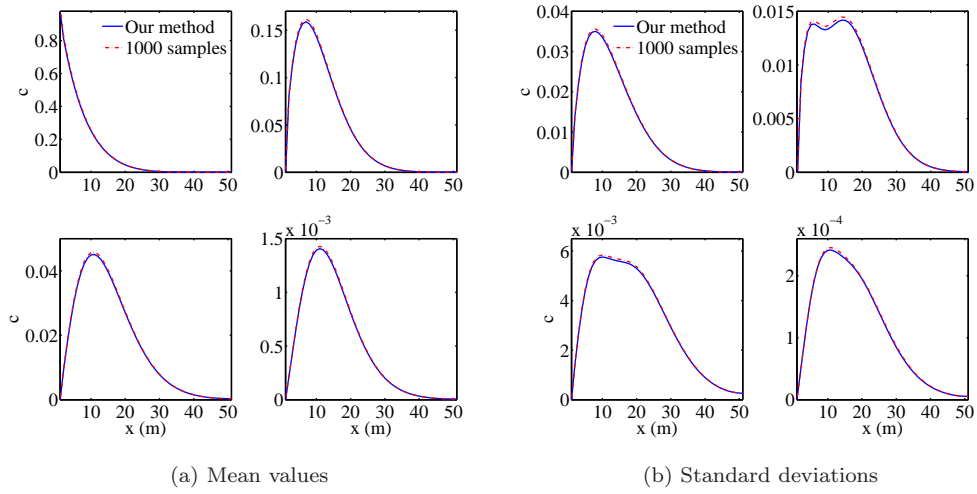 Our method
1000 samples
c
0.8
0.6
0.4
0.2
0
10 20 30 40 50
0.15
0.1
0.05
0
10 20 30 40 50
c
0.04
0.02
0
10 20 30 40 50
x (m)
x 10⁻³
1.5
1
0.5
0
10 20 30 40 50
x (m)
(a) Mean values
Our method
1000 samples
c
0.04
0.03
0.02
0.01
0
10 20 30 40 50
0.015
0.01
0.005
0
10 20 30 40 50
x 10⁻³
c
6
4
2
0
10 20 30 40 50
x (m)
x 10⁻⁴
2
1
0
10 20 30 40 50
x (m)
(b) Standard deviations